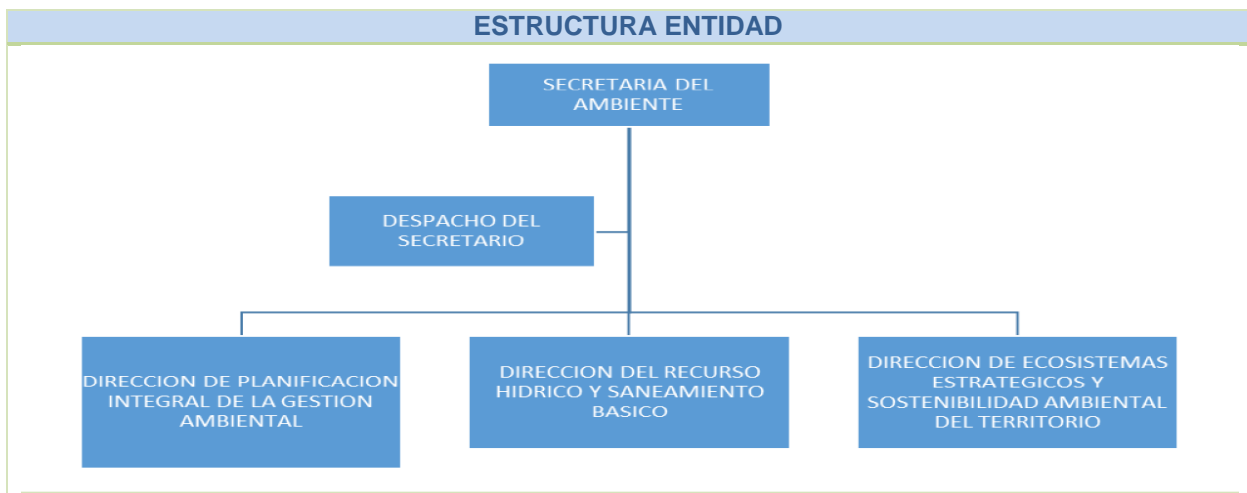 ESTRUCTURA ENTIDAD
SECRETARIA DEL
AMBIENTE
DESPACHO DEL
SECRETARIO
DIRECCION DE PLANIFICACION
INTEGRAL DE LA GESTION
AMBIENTAL
DIRECCION DEL RECURSO
HIDRICO Y SANEAMIENTO
BASICO
DIRECCION DE ECOSISTEMAS
ESTRATEGICOS Y
SOSTENIBILIDAD AMBIENTAL
DEL TERRITORIO